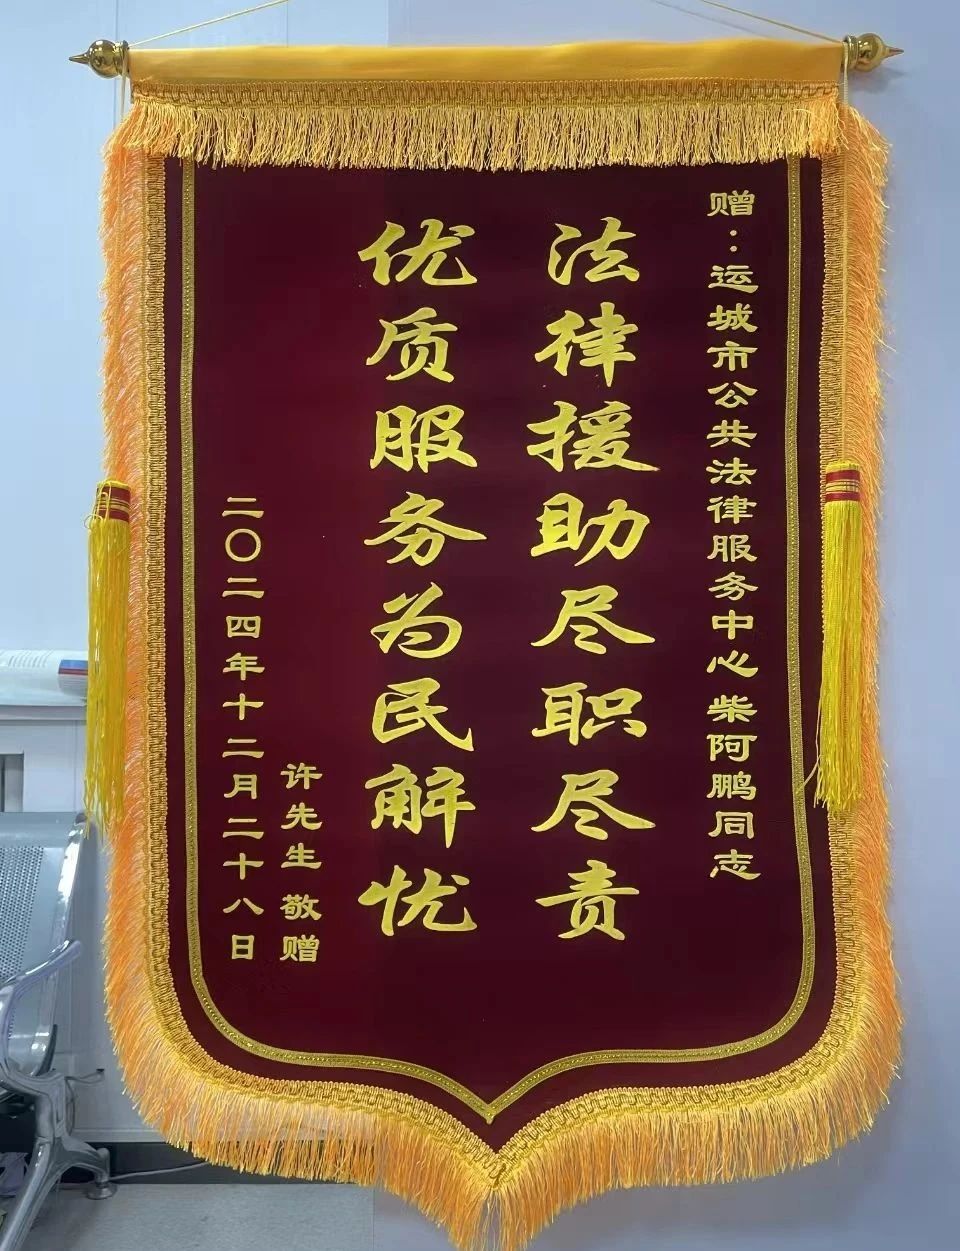 赠：运城市公共法律服务中心柴阿鹏同志
法律援助尽职尽责
优质服务为民解忧
许先生 敬赠
二〇二四年十二月二十八日